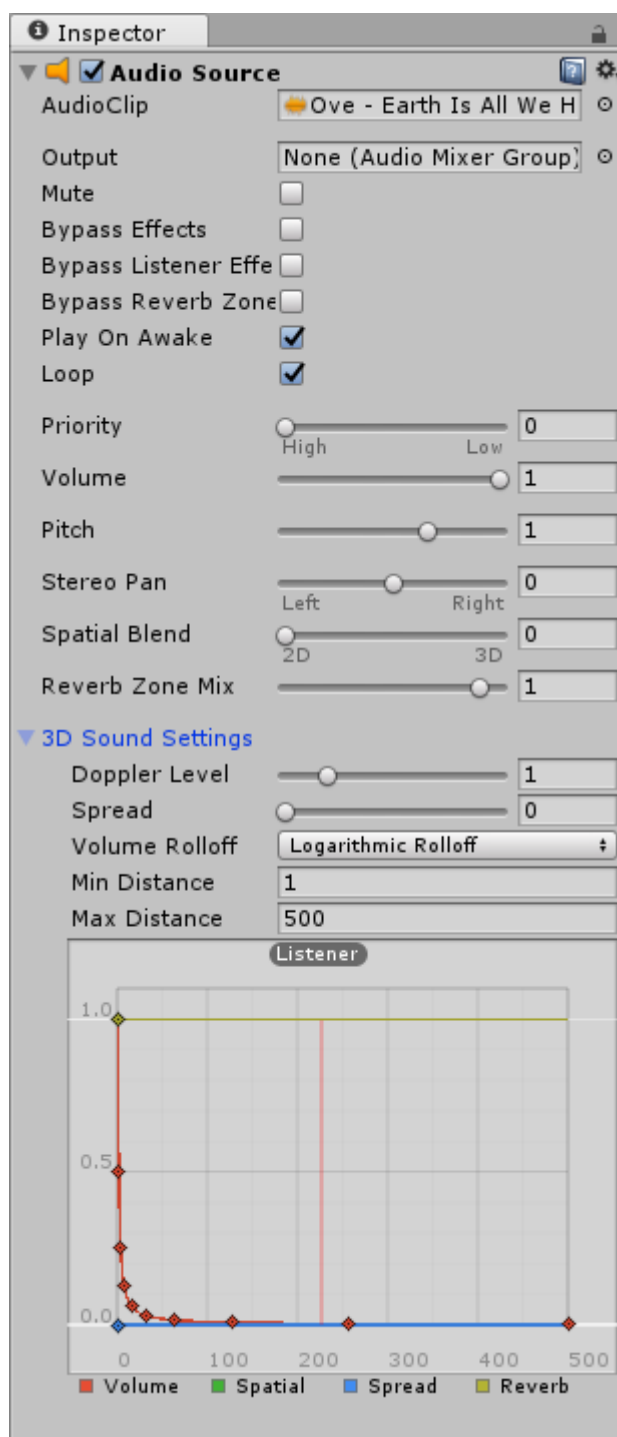 Inspector
Audio Source
AudioClip Ove - Earth Is All We H
Output None (Audio Mixer Group)
Mute
Bypass Effects
Bypass Listener Effe
Bypass Reverb Zone
Play On Awake
Loop
Priority 0
High Low
Volume 1
Pitch 1
Stereo Pan 0
Left Right
Spatial Blend 0
2D 3D
Reverb Zone Mix 1
3D Sound Settings
Doppler Level 1
Spread 0
Volume Rolloff Logarithmic Rolloff
Min Distance 1
Max Distance 500
Listener
1.0
0.5
0.0
0 100 200 300 400 500
Volume Spatial Spread Reverb